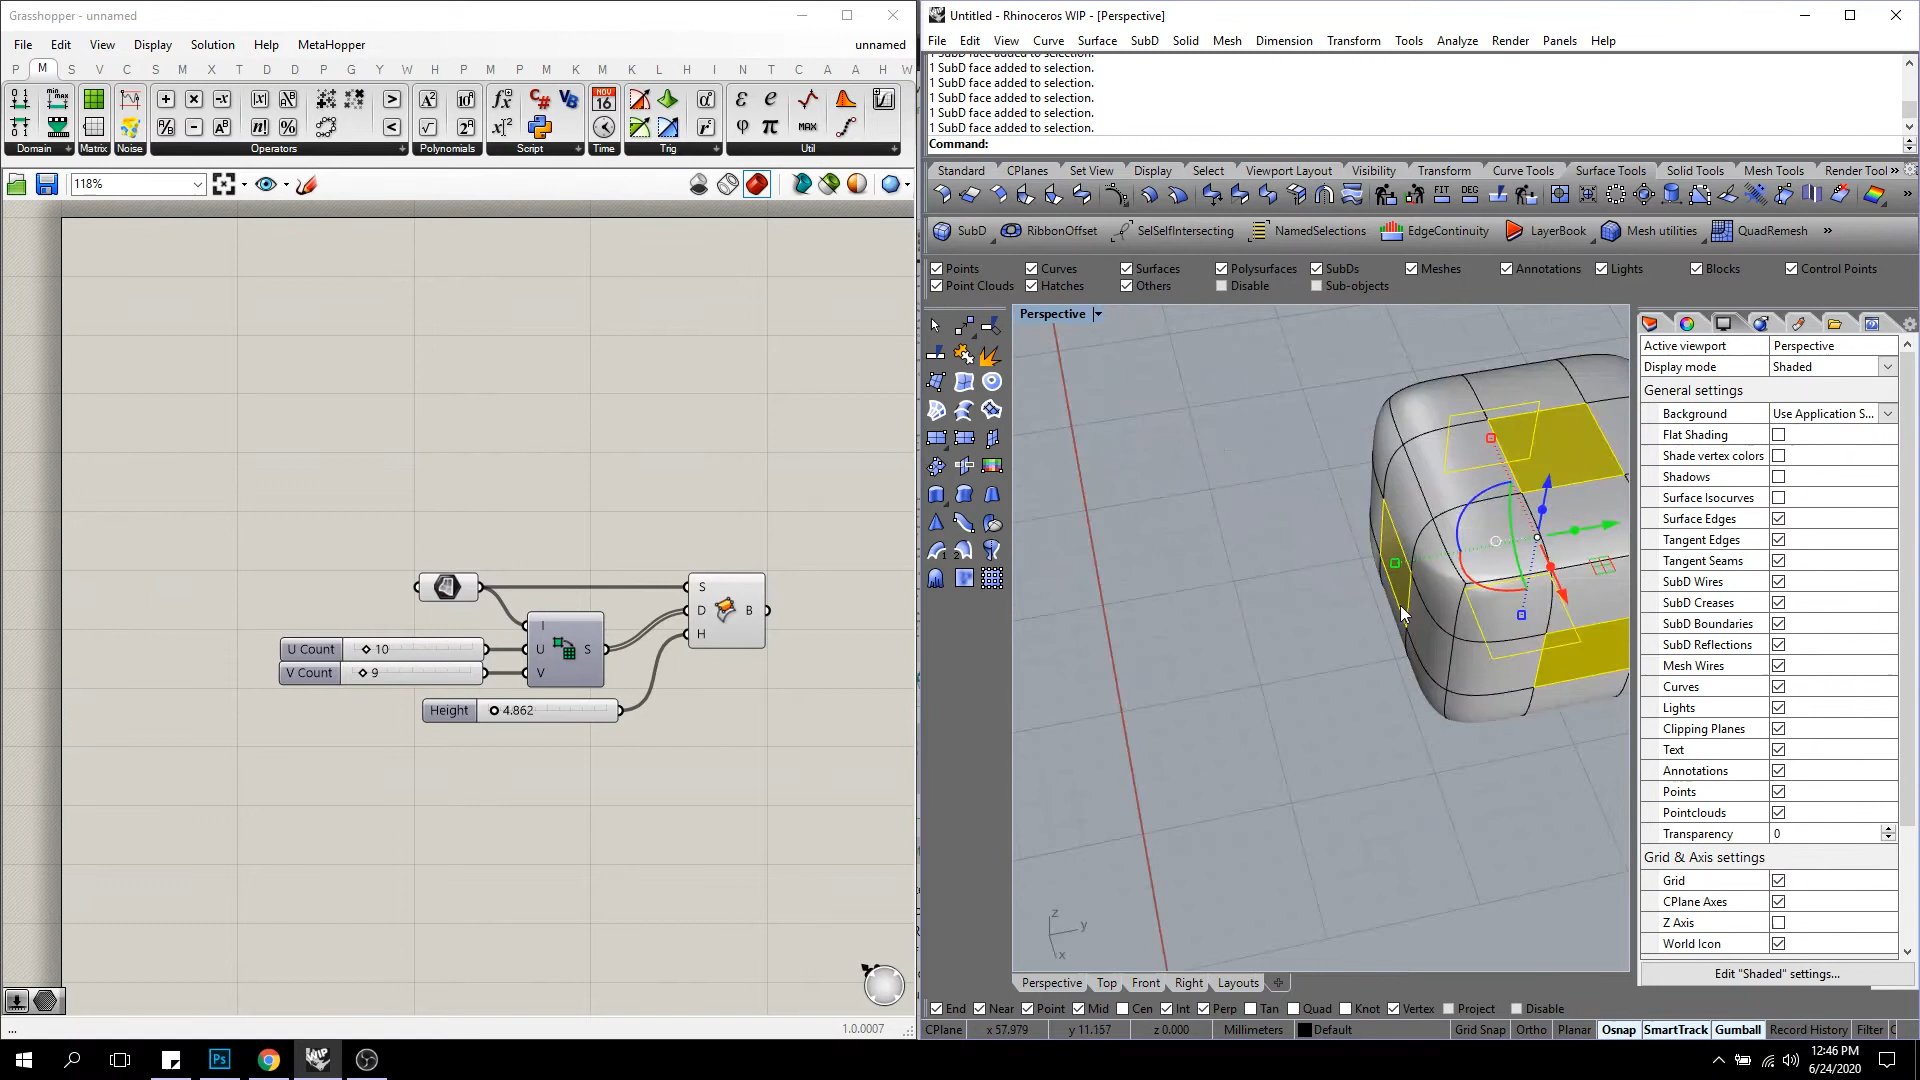 Grasshopper - unnamed
File Edit View Display Solution Help MetaHopper unnamed
P M S V C S M X T D D P G Y W H P M P M K M K L H I N T S A A H W
Domain Matrix Noise Operators Polynomials Script Time Trig Util
118%
U Count 10
V Count 9
Height 4.862
I
U
V
S
S
D
H
B
...
1.0.0007
Untitled - Rhinoceros WIP - [Perspective]
File Edit View Curve Surface SubD Solid Mesh Dimension Transform Tools Analyze Render Panels Help
1 SubD face added to selection.
1 SubD face added to selection.
1 SubD face added to selection.
1 SubD face added to selection.
1 SubD face added to selection.
1 SubD face added to selection.
Command:
Standard CPlanes Set View Display Select Viewport Layout Visibility Transform Curve Tools Surface Tools Solid Tools Mesh Tools Render Tool »
SubD RibbonOffset SelSelfIntersecting NamedSelections EdgeContinuity LayerBook Mesh utilities QuadRemesh »
Points Curves Surfaces Polysurfaces SubDs Meshes Annotations Lights Blocks Control Points
Point Clouds Hatches Others Disable Sub-objects
Perspective
z
y
x
Active viewport Perspective
Display mode Shaded
General settings
Background Use Application S...
Flat Shading
Shade vertex colors
Shadows
Surface Isocurves
Surface Edges
Tangent Edges
Tangent Seams
SubD Wires
SubD Creases
SubD Boundaries
SubD Reflections
Mesh Wires
Curves
Lights
Clipping Planes
Text
Annotations
Points
Pointclouds
Transparency 0
Grid & Axis settings
Grid
CPlane Axes
Z Axis
World Icon
Edit "Shaded" settings...
Perspective Top Front Right Layouts
End Near Point Mid Cen Int Perp Tan Quad Knot Vertex Project Disable
CPlane x 57.979 y 11.157 z 0.000 Millimeters Default Grid Snap Ortho Planar Osnap SmartTrack Gumball Record History Filter
12:46 PM
6/24/2020